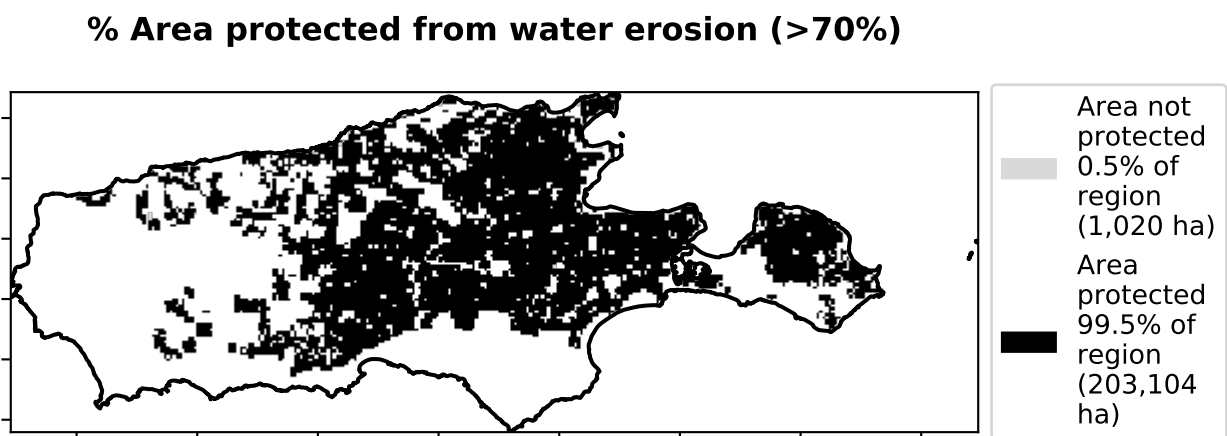 % Area protected from water erosion (>70%)
Area not
protected
0.5% of
region
(1,020 ha)
Area
protected
99.5% of
region
(203,104
ha)